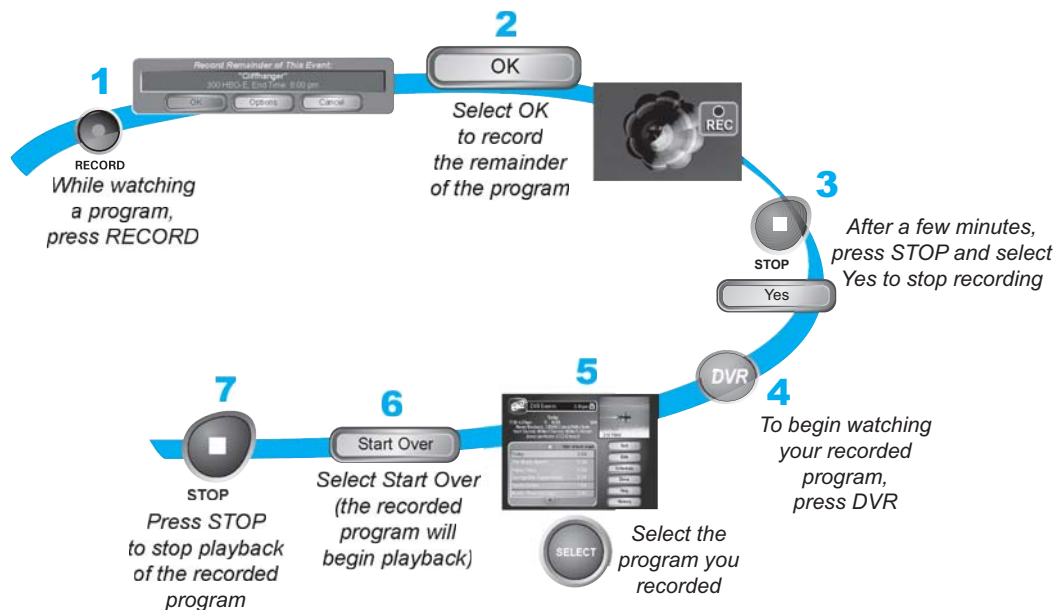 1
RECORD
While watching
a program,
press RECORD
Record Remainder of This Event:
"Cliffhanger"
300 HBO-E, End Time: 8:00 pm
OK
Options
Cancel
2
OK
Select OK
to record
the remainder
of the program
REC
3
STOP
After a few minutes,
press STOP and select
Yes to stop recording
Yes
DVR
4
To begin watching
your recorded
program,
press DVR
5
DVR Events
Today
SELECT
Select the
program you
recorded
6
Start Over
Select Start Over
(the recorded
program will
begin playback)
7
STOP
Press STOP
to stop playback
of the recorded
program